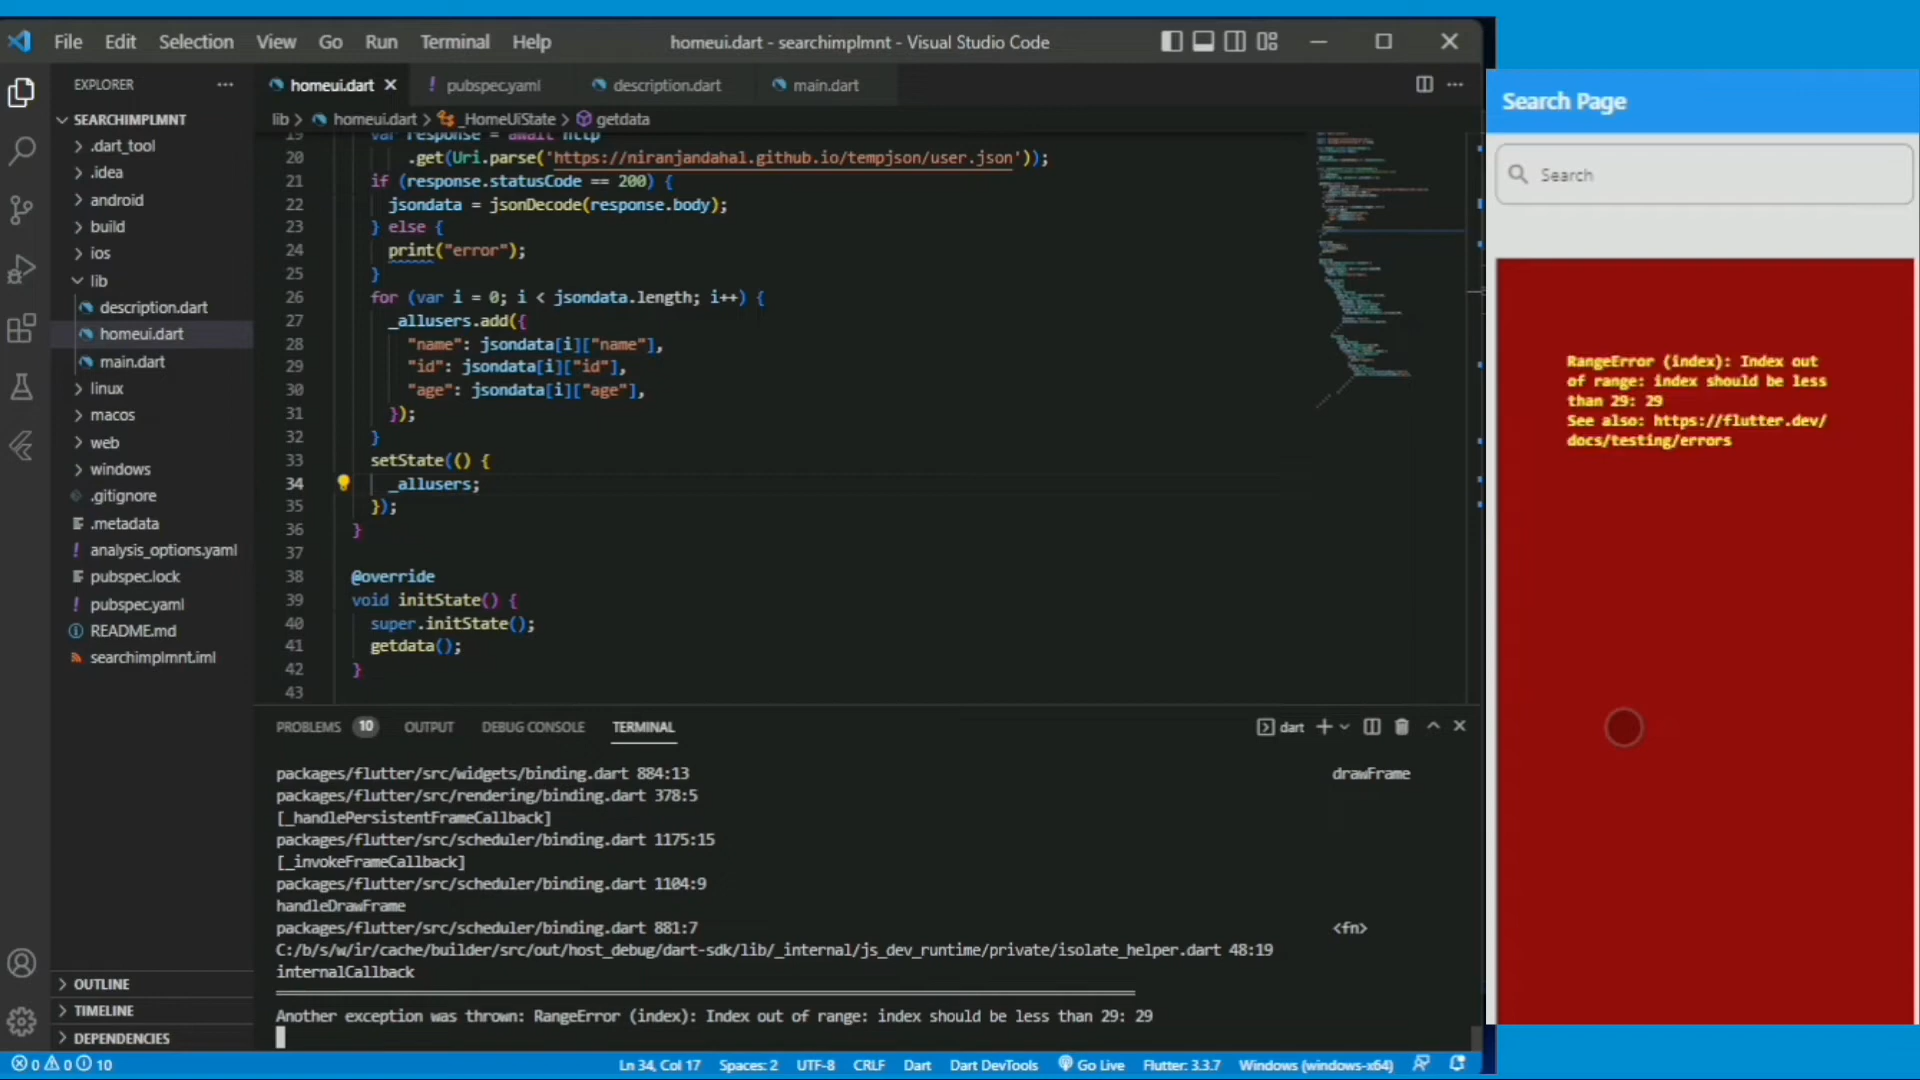 File Edit Selection View Go Run Terminal Help
homeui.dart - searchimplmnt - Visual Studio Code
EXPLORER
homeui.dart
pubspec.yaml
description.dart
main.dart
SEARCHIMPLMNT
.dart_tool
.idea
android
build
ios
lib
description.dart
homeui.dart
main.dart
linux
macos
web
windows
.gitignore
.metadata
analysis_options.yaml
pubspec.lock
pubspec.yaml
README.md
searchimplmnt.iml
OUTLINE
TIMELINE
DEPENDENCIES
lib > homeui.dart > _HomeUiState > getdata
19 var response = await http
20 .get(Uri.parse('https://niranjandahal.github.io/tempjson/user.json'));
21 if (response.statusCode == 200) {
22 jsondata = jsonDecode(response.body);
23 } else {
24 print("error");
25 }
26 for (var i = 0; i < jsondata.length; i++) {
27 _allusers.add({
28 "name": jsondata[i]["name"],
29 "id": jsondata[i]["id"],
30 "age": jsondata[i]["age"],
31 });
32 }
33 setState(() {
34 _allusers;
35 });
36 }
37
38 @override
39 void initState() {
40 super.initState();
41 getdata();
42 }
43
PROBLEMS 10 OUTPUT DEBUG CONSOLE TERMINAL
dart
packages/flutter/src/widgets/binding.dart 884:13 drawFrame
packages/flutter/src/rendering/binding.dart 378:5
[_handlePersistentFrameCallback]
packages/flutter/src/scheduler/binding.dart 1175:15
[_invokeFrameCallback]
packages/flutter/src/scheduler/binding.dart 1104:9
handleDrawFrame
packages/flutter/src/scheduler/binding.dart 881:7 <fn>
C:/b/s/w/ir/cache/builder/src/out/host_debug/dart-sdk/lib/_internal/js_dev_runtime/private/isolate_helper.dart 48:19
internalCallback
Another exception was thrown: RangeError (index): Index out of range: index should be less than 29: 29
0 0 10
Ln 34, Col 17 Spaces: 2 UTF-8 CRLF Dart Dart DevTools Go Live Flutter: 3.3.7 Windows (windows-x64)
Search Page
Search
RangeError (index): Index out
of range: index should be less
than 29: 29
See also: https://flutter.dev/
docs/testing/errors